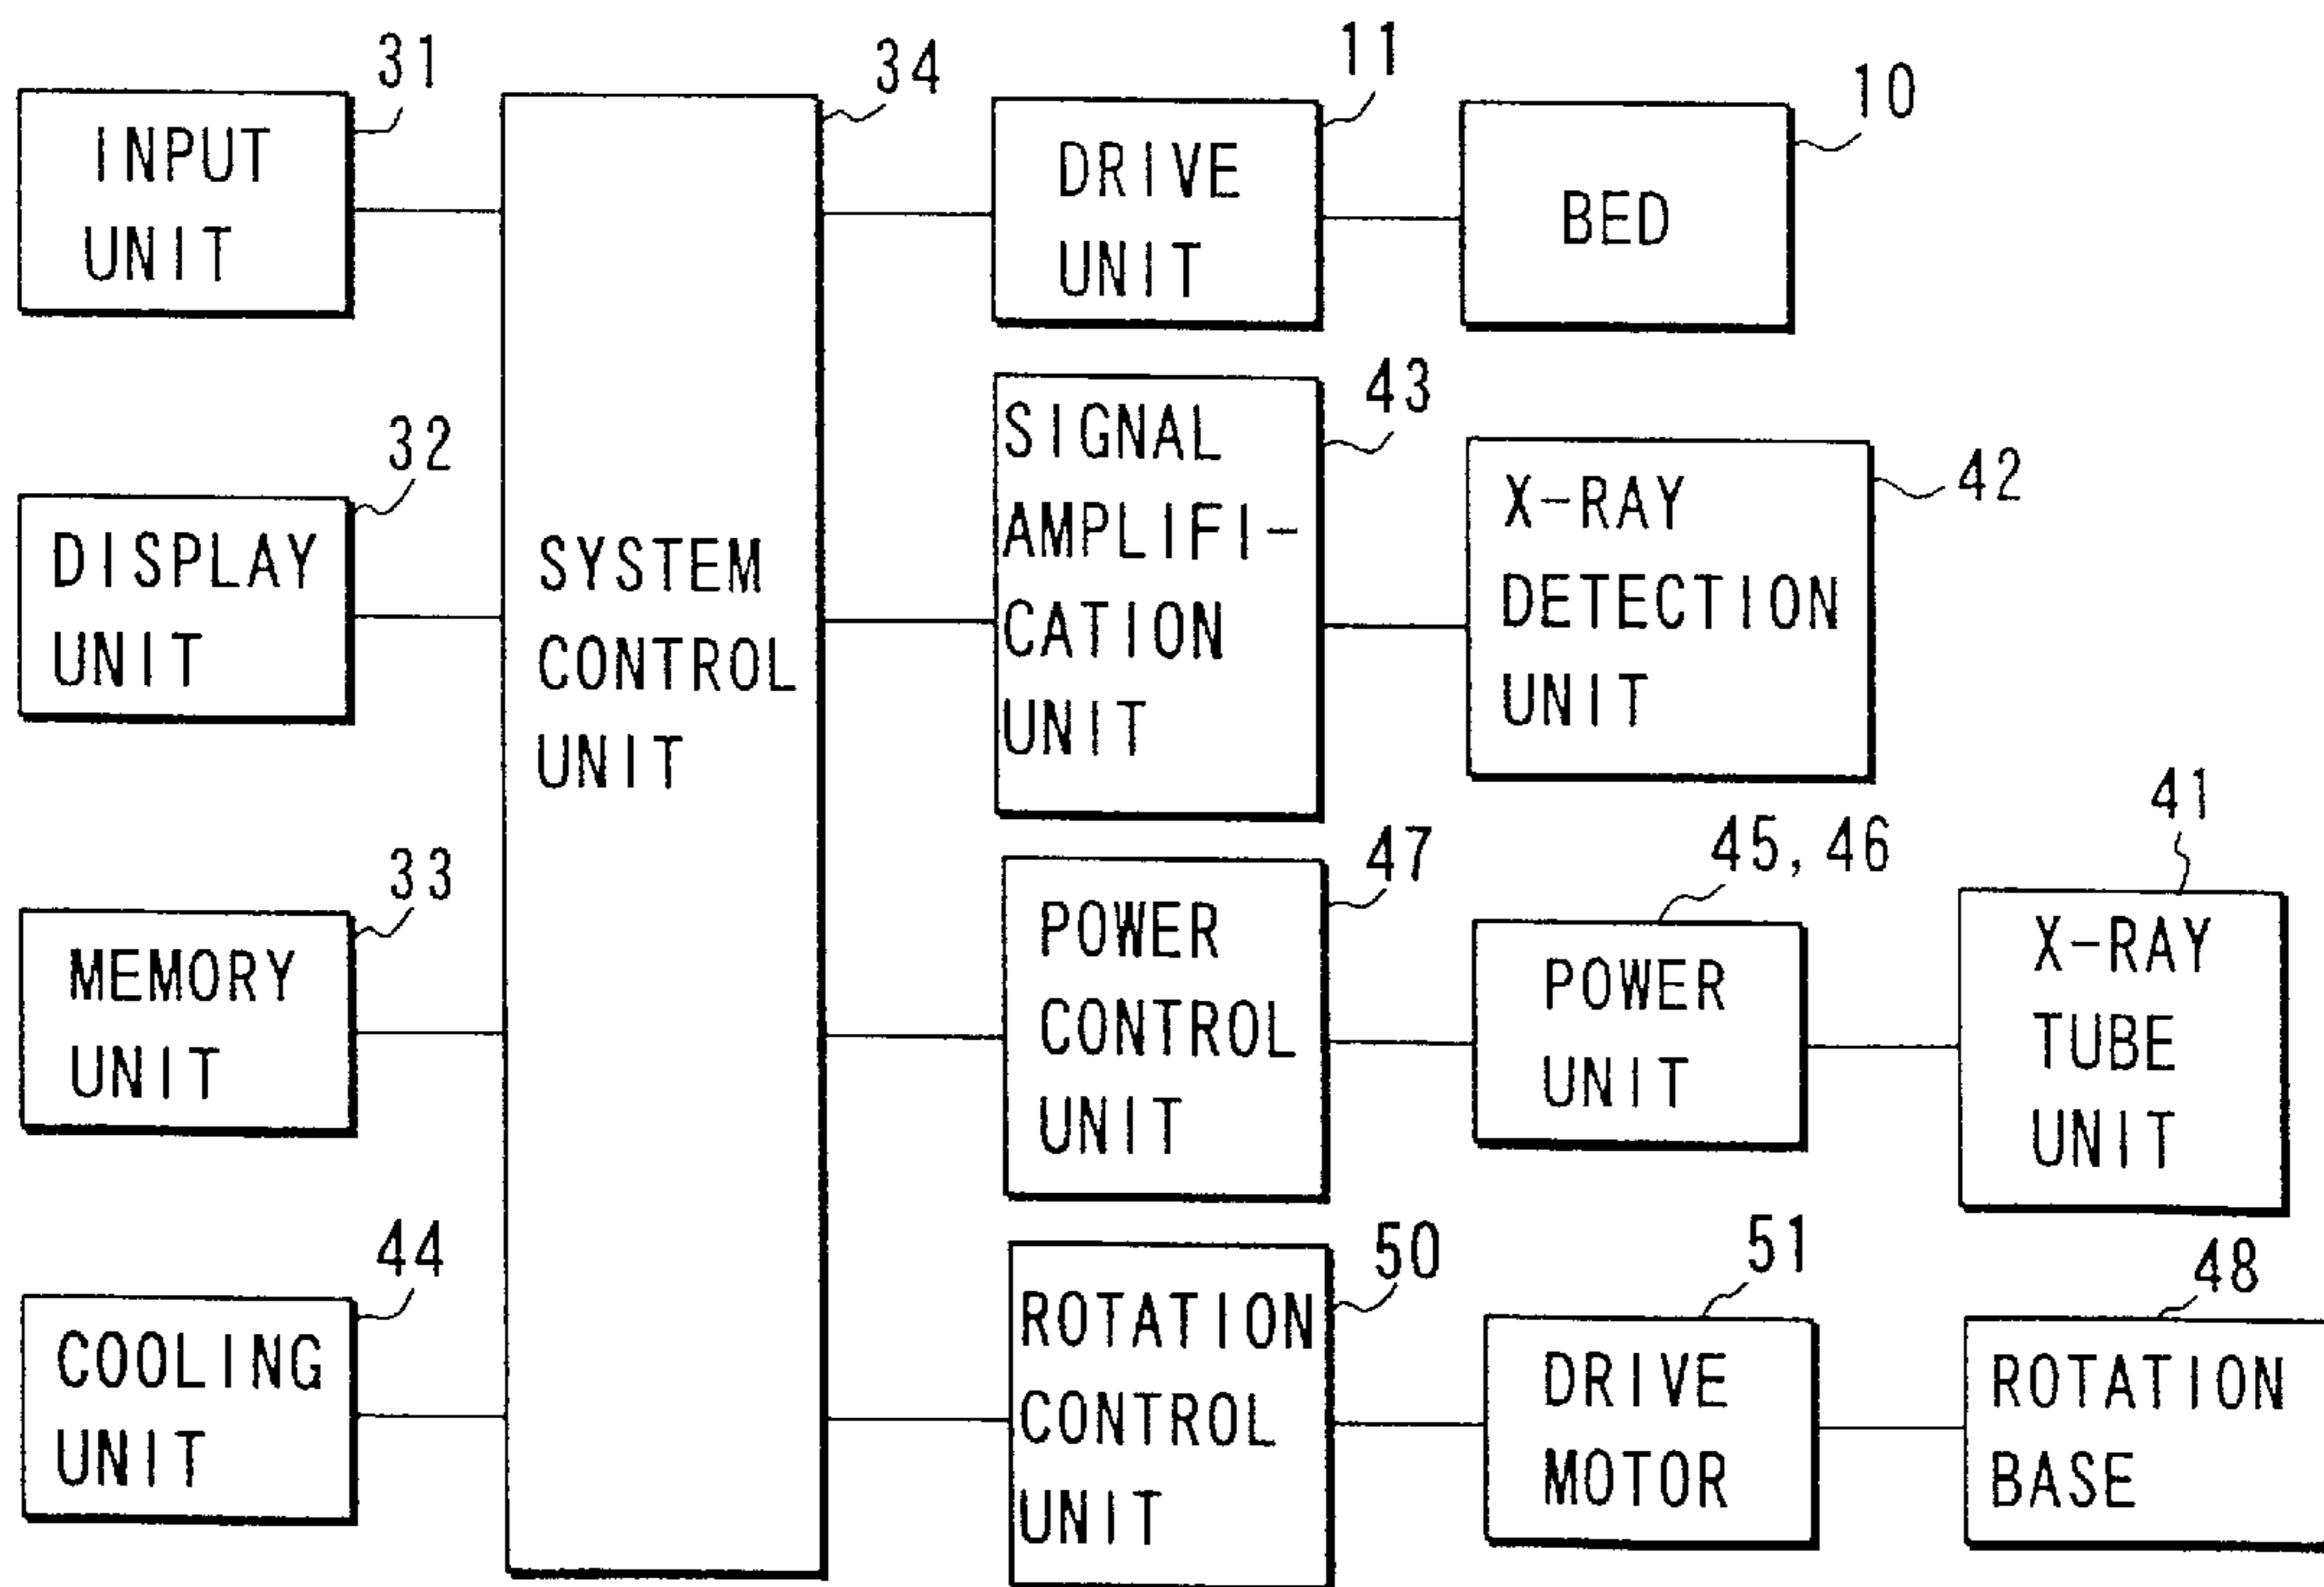 31
INPUT
UNIT
32
DISPLAY
UNIT
33
MEMORY
UNIT
44
COOLING
UNIT
34
SYSTEM
CONTROL
UNIT
11
DRIVE
UNIT
10
BED
43
SIGNAL
AMPLIFI-
CATION
UNIT
42
X-RAY
DETECTION
UNIT
47
POWER
CONTROL
UNIT
45, 46
POWER
UNIT
41
X-RAY
TUBE
UNIT
50
ROTATION
CONTROL
UNIT
51
DRIVE
MOTOR
48
ROTATION
BASE